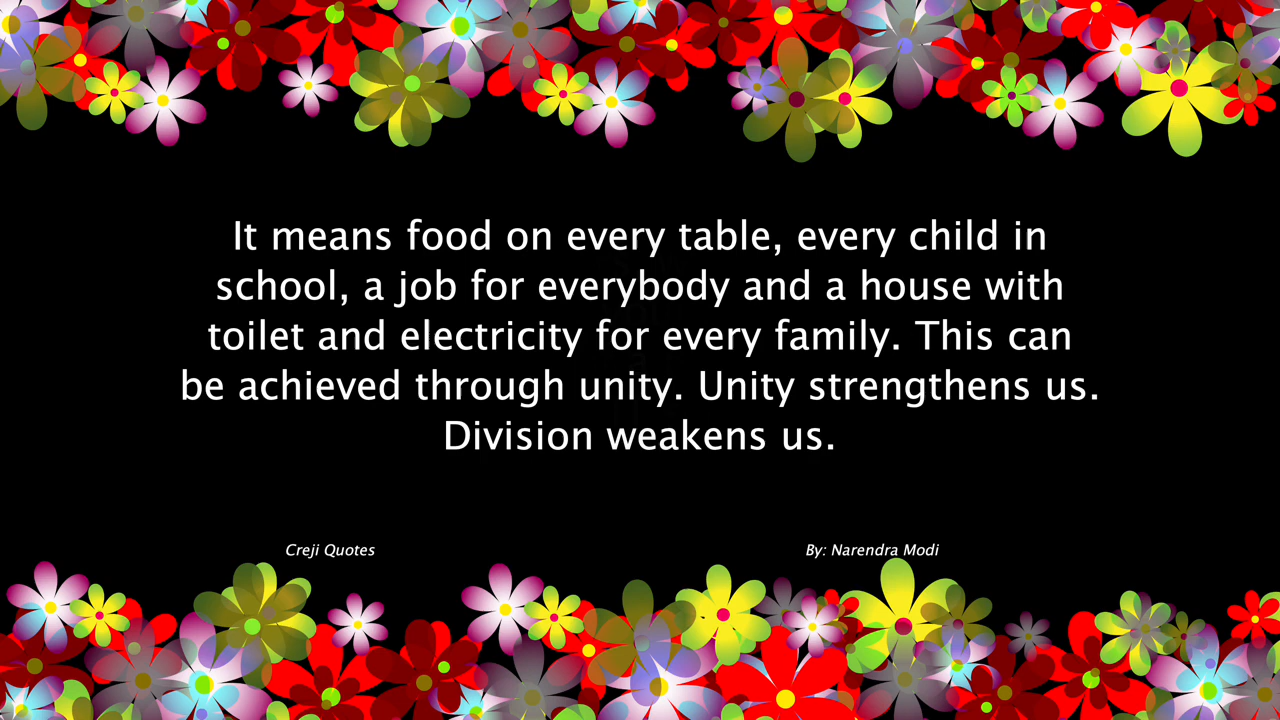 It means food on every table, every child in
school, a job for everybody and a house with
toilet and electricity for every family. This can
be achieved through unity. Unity strengthens us.
Division weakens us.
Creji Quotes
By: Narendra Modi